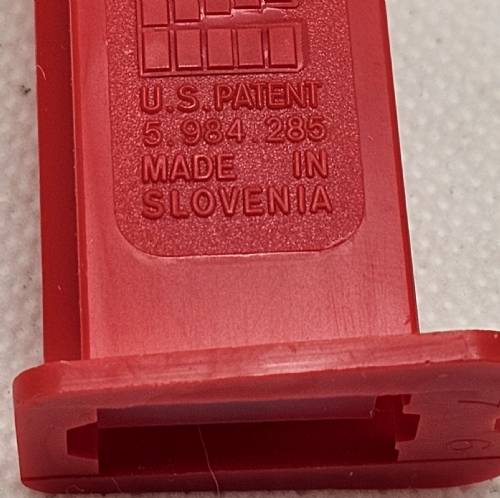 U.S. PATENT
5.984.285
MADE IN
SLOVENIA